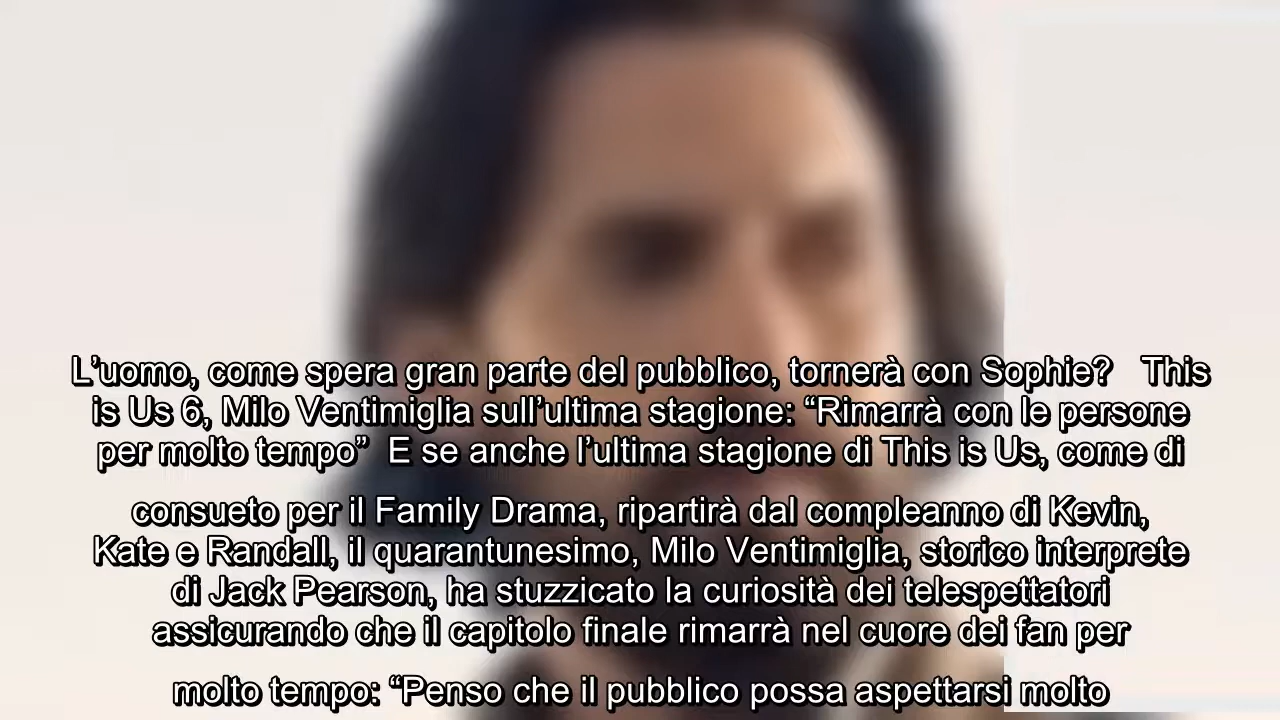 L’uomo, come spera gran parte del pubblico, tornerà con Sophie?   This
is Us 6, Milo Ventimiglia sull’ultima stagione: “Rimarrà con le persone
per molto tempo”  E se anche l’ultima stagione di This is Us, come di
consueto per il Family Drama, ripartirà dal compleanno di Kevin,
Kate e Randall, il quarantunesimo, Milo Ventimiglia, storico interprete
di Jack Pearson, ha stuzzicato la curiosità dei telespettatori
assicurando che il capitolo finale rimarrà nel cuore dei fan per
molto tempo: “Penso che il pubblico possa aspettarsi molto